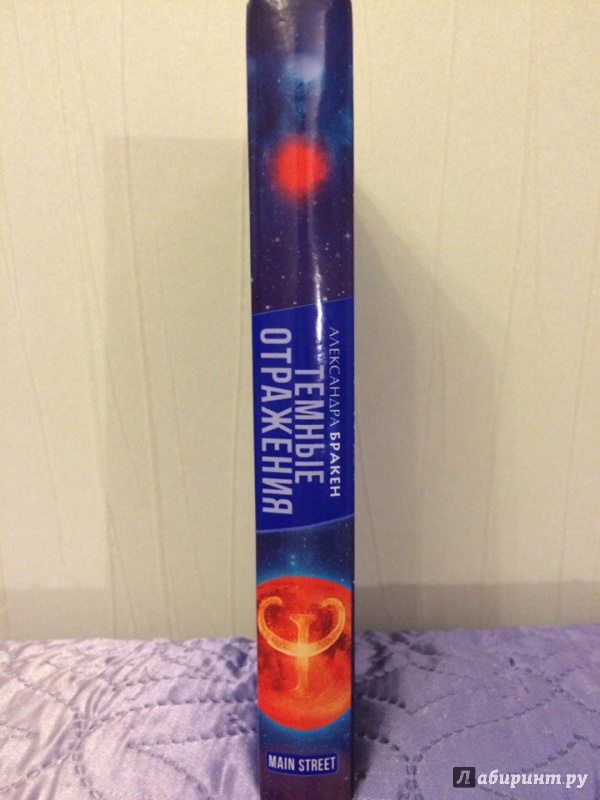 АЛЕКСАНДРА БРАКЕН
ТЕМНЫЕ
ОТРАЖЕНИЯ
Ψ
MAIN STREET
Лабиринт.ру